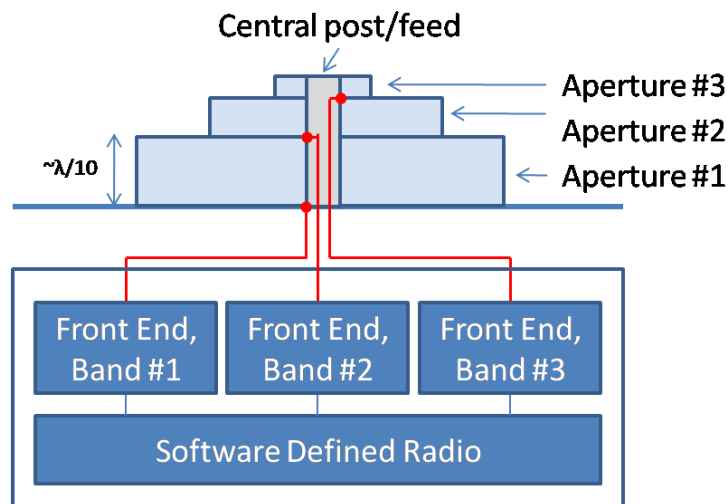 Central post/feed
Aperture #3
Aperture #2
~λ/10
Aperture #1
Front End,
Band #1
Front End,
Band #2
Front End,
Band #3
Software Defined Radio